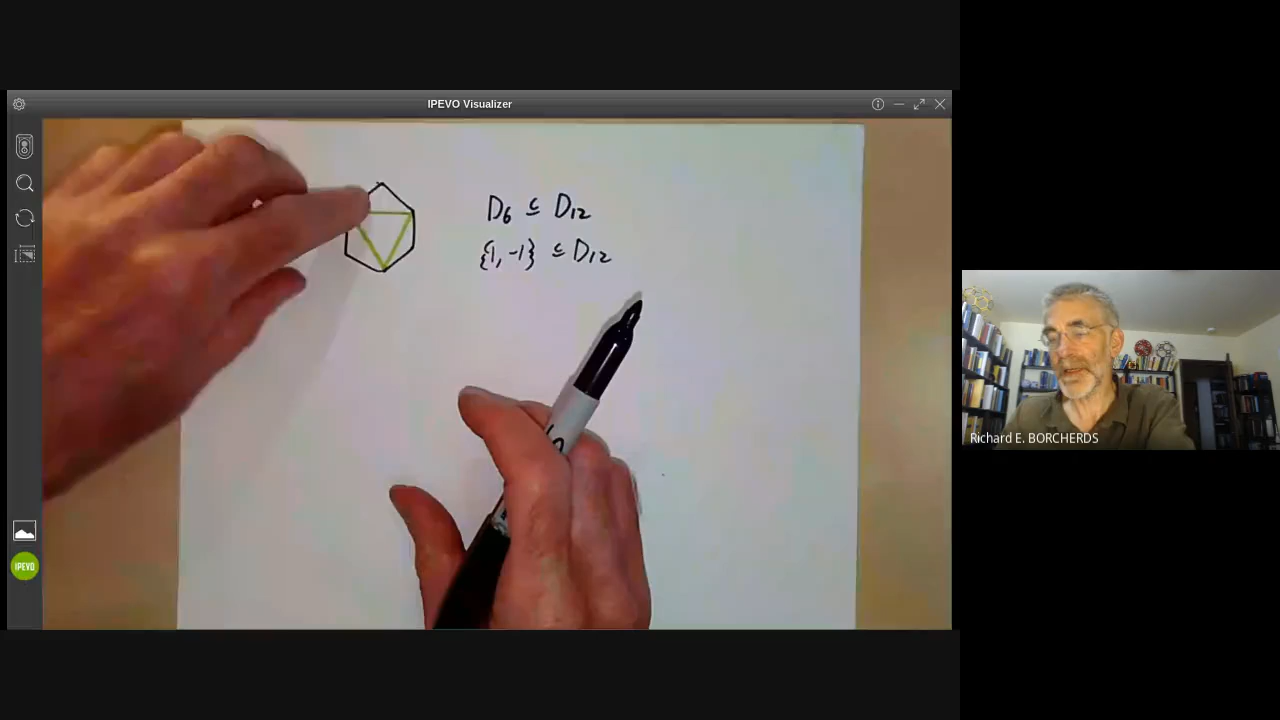 IPEVO Visualizer
D₆ ⊆ D₁₂
{1, -1} ⊆ D₁₂
IPEVO
Richard E. BORCHERDS